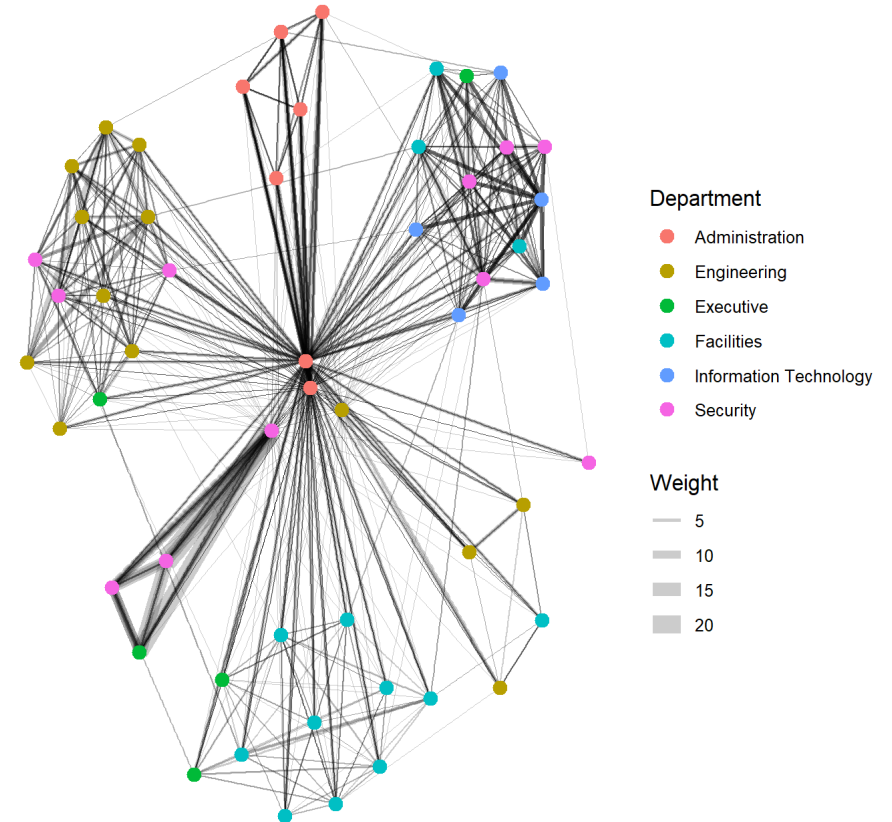 Department
Administration
Engineering
Executive
Facilities
Information Technology
Security
Weight
5
10
15
20